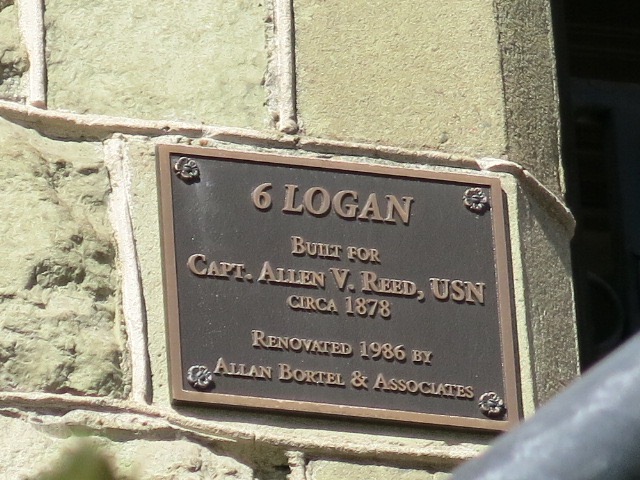 6 LOGAN
BUILT FOR
CAPT. ALLEN V. REED, USN
CIRCA 1878
RENOVATED 1986 BY
ALLAN BORTEL & ASSOCIATES